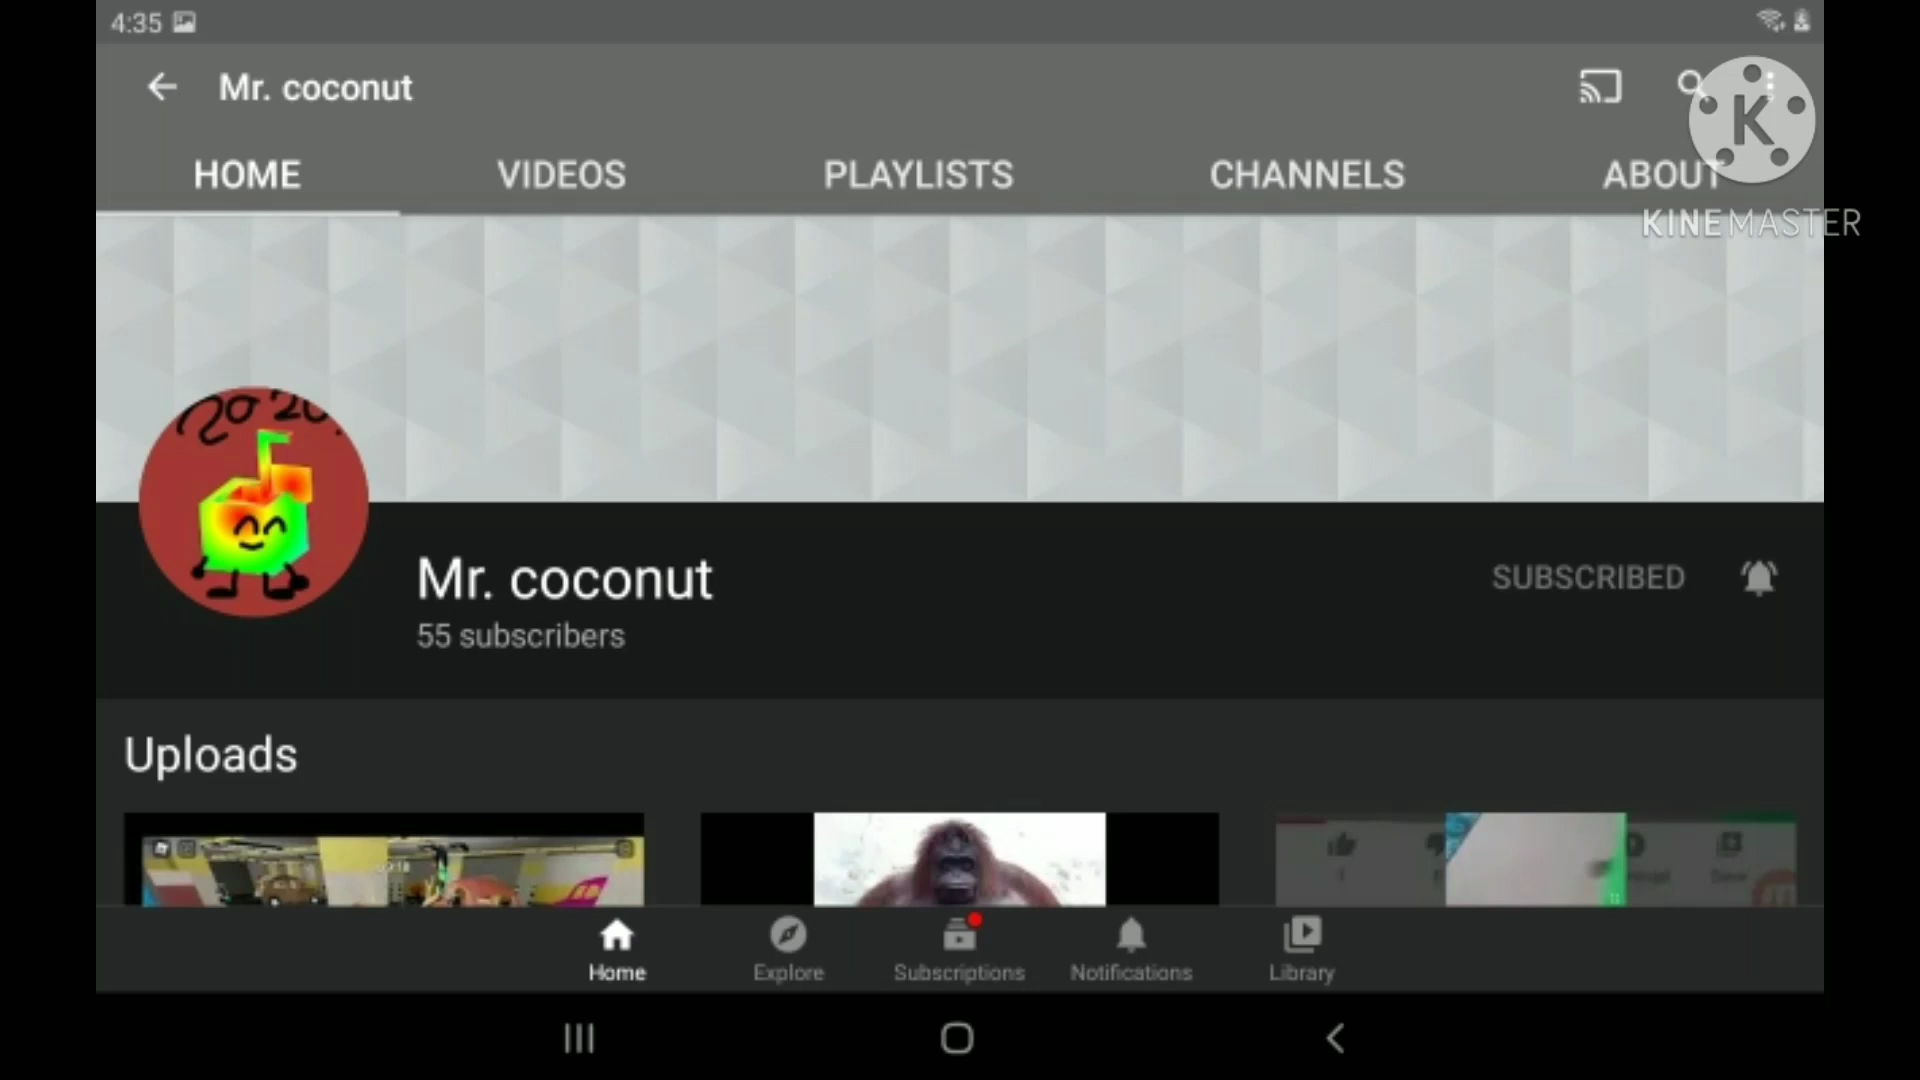 4:35
Mr. coconut
K
KINEMASTER
HOME VIDEOS PLAYLISTS CHANNELS ABOUT
2020.
Mr. coconut
55 subscribers
SUBSCRIBED
Uploads
Home Explore Subscriptions Notifications Library